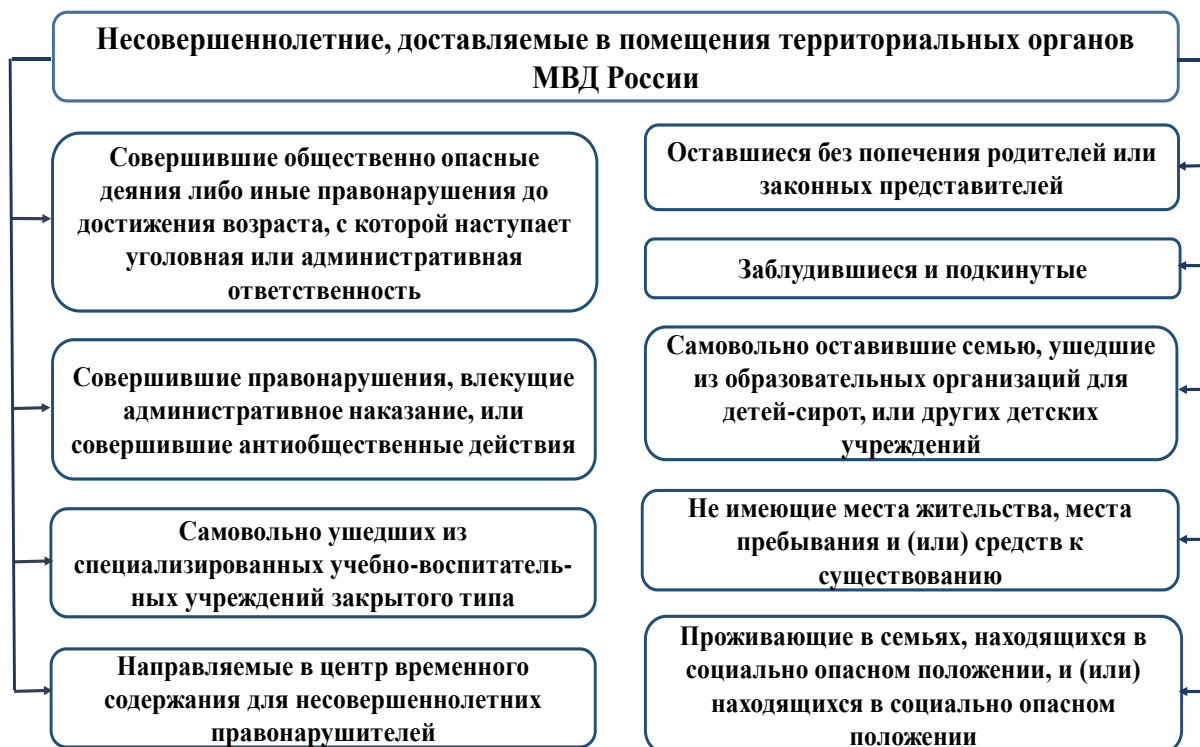 Несовершеннолетние, доставляемые в помещения территориальных органов
МВД России
Совершившие общественно опасные
деяния либо иные правонарушения до
достижения возраста, с которой наступает
уголовная или административная
ответственность
Совершившие правонарушения, влекущие
административное наказание, или
совершившие антиобщественные действия
Самовольно ушедших из
специализированных учебно-воспитатель-
ных учреждений закрытого типа
Направляемые в центр временного
содержания для несовершеннолетних
правонарушителей
Оставшиеся без попечения родителей или
законных представителей
Заблудившиеся и подкинутые
Самовольно оставившие семью, ушедшие
из образовательных организаций для
детей-сирот, или других детских
учреждений
Не имеющие места жительства, места
пребывания и (или) средств к
существованию
Проживающие в семьях, находящихся в
социально опасном положении, и (или)
находящихся в социально опасном
положении